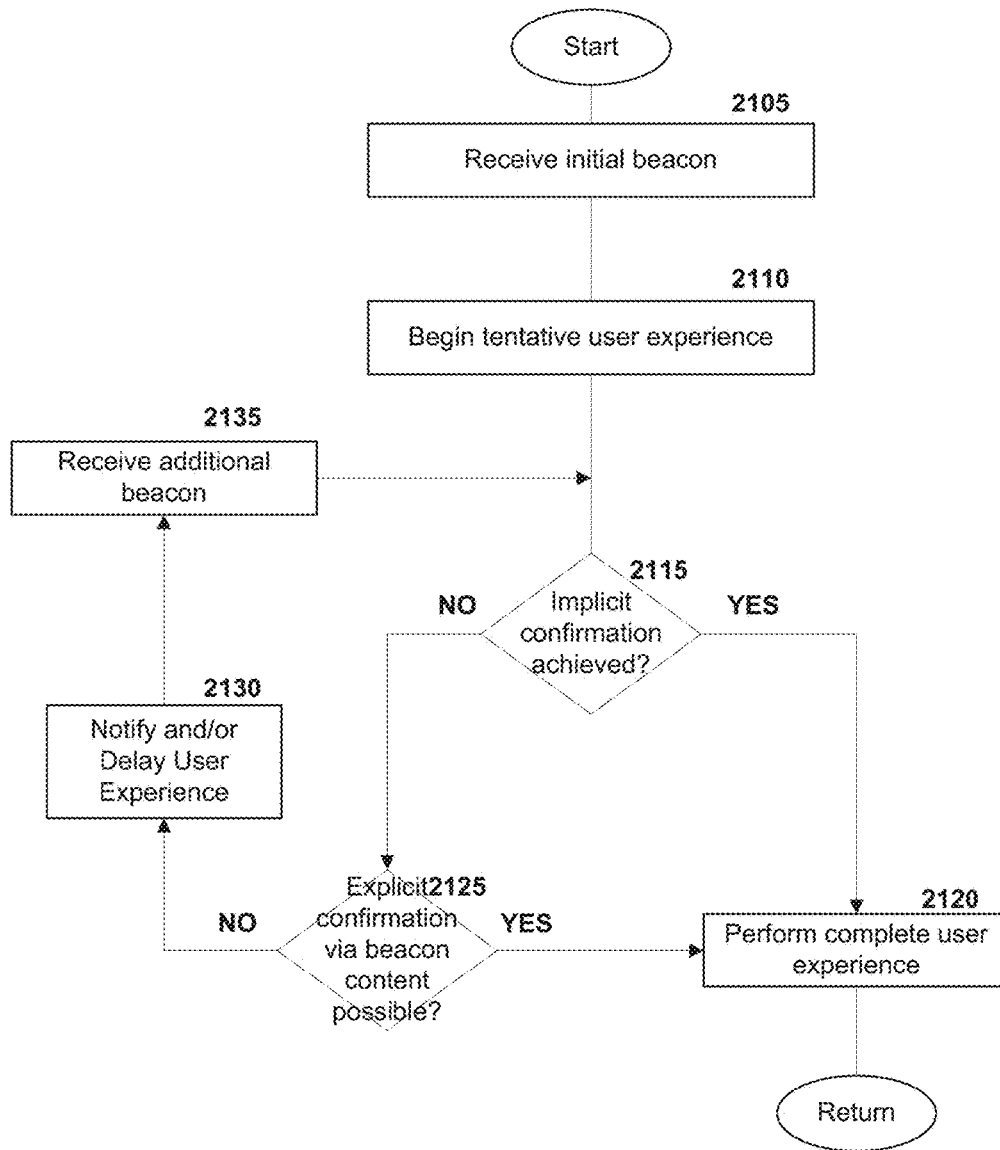 Start
2105
Receive initial beacon
2110
Begin tentative user experience
2135
Receive additional
beacon
2115
NO
Implicit
confirmation
achieved?
YES
2130
Notify and/or
Delay User
Experience
Explicit2125
NO
confirmation
via beacon
content
possible?
YES
2120
Perform complete user
experience
Return